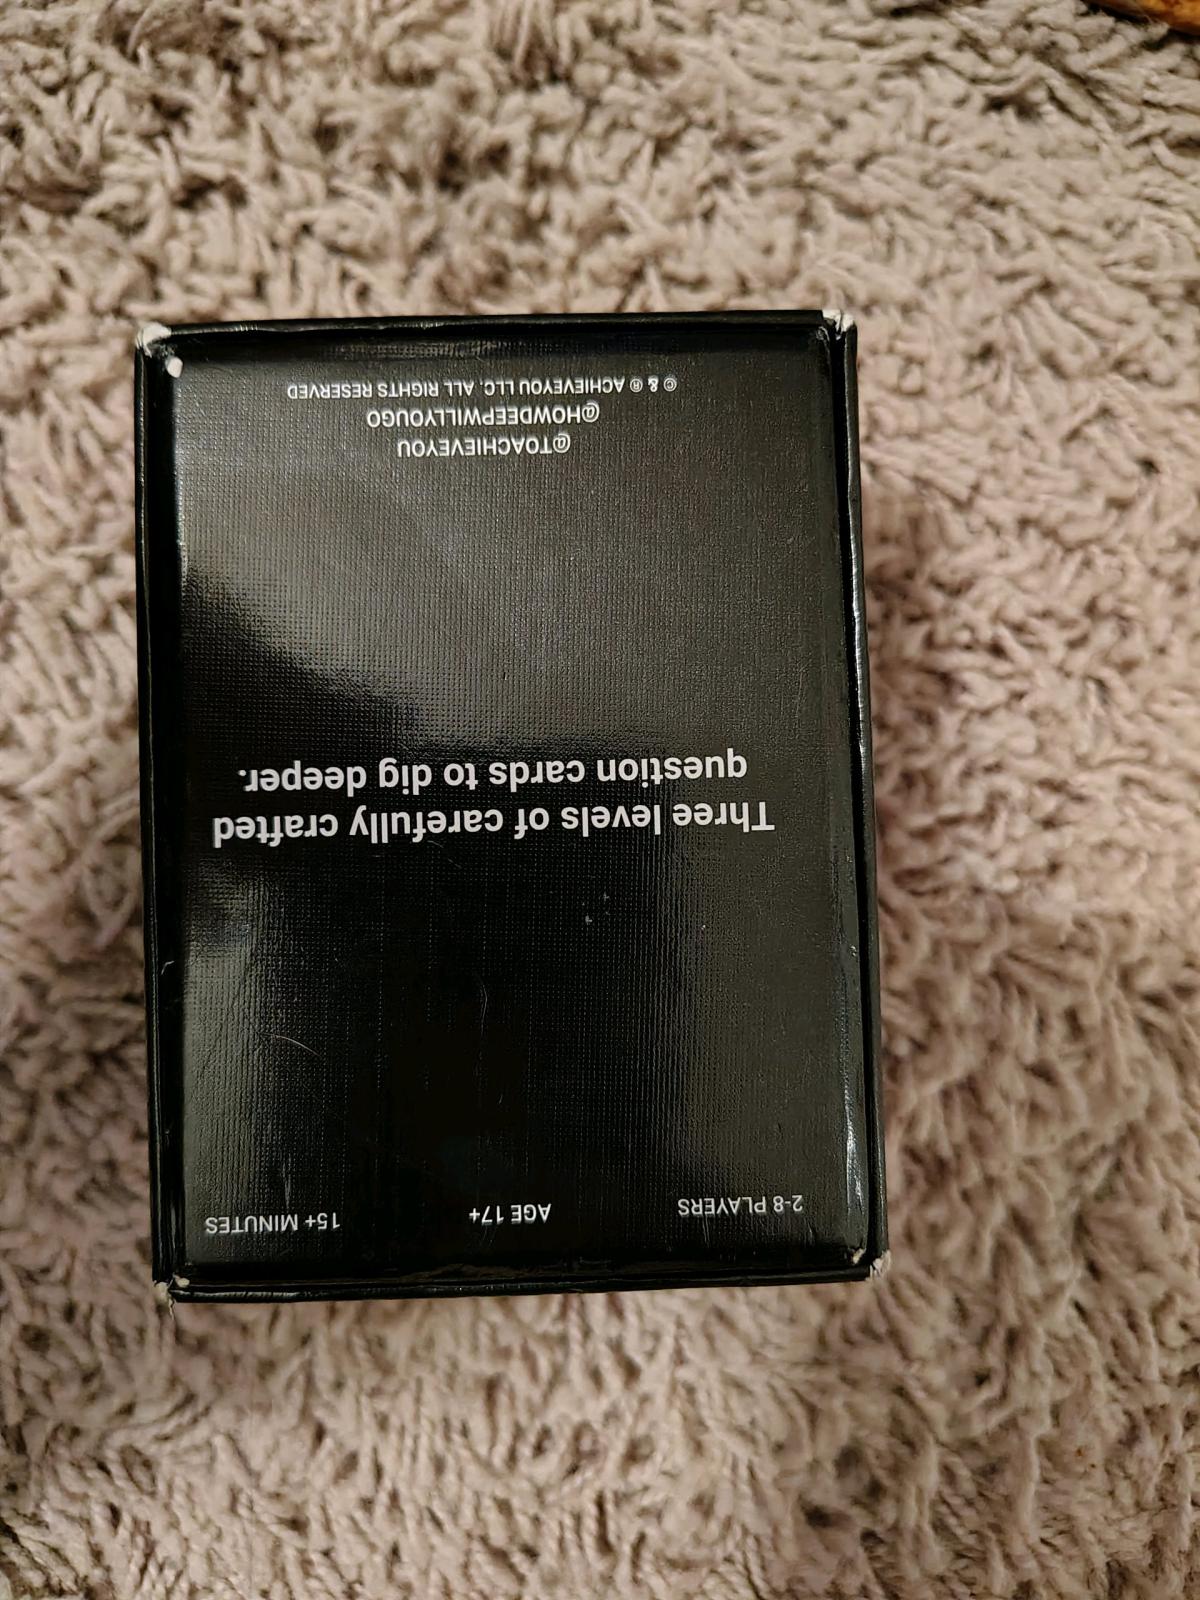 2-8 PLAYERS AGE 17+ 15+ MINUTES
Three levels of carefully crafted
question cards to dig deeper.
@TOACHIEVEYOU
@HOWDEEPWILLYOUGO
© & ® ACHIEVEYOU LLC. ALL RIGHTS RESERVED